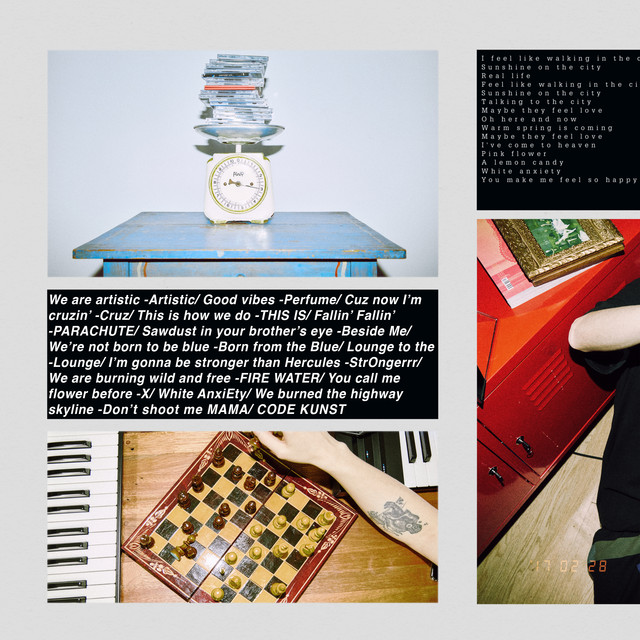 We are artistic -Artistic/ Good vibes -Perfume/ Cuz now I'm
cruzin' -Cruz/ This is how we do -THIS IS/ Fallin' Fallin'
-PARACHUTE/ Sawdust in your brother's eye -Beside Me/
We're not born to be blue -Born from the Blue/ Lounge to the
-Lounge/ I'm gonna be stronger than Hercules -StrOngerrr/
We are burning wild and free -FIRE WATER/ You call me
flower before -X/ White AnxiEty/ We burned the highway
skyline -Don't shoot me MAMA/ CODE KUNST
I feel like walking in the
Sunshine on the city
Real life
Feel like walking in the
Sunshine on the city
Talking to the city
Maybe they feel love
Oh here and now
Warm spring is coming
Maybe they feel love
I've come to heaven
Pink flower
A lemon candy
White anxiety
You make me feel so happy
17 02 28